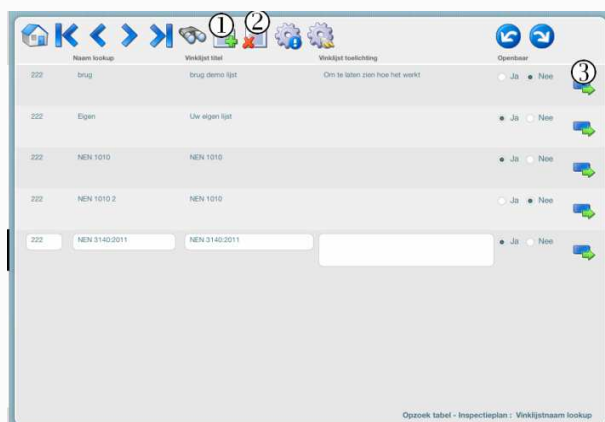 ① ②
Naam lookup Vinklijst titel Vinklijst toelichting Openbaar
③
222 brug brug demo lijst Om te laten zien hoe het werkt Ja Nee
222 Eigen Uw eigen lijst Ja Nee
222 NEN 1010 NEN 1010 Ja Nee
222 NEN 1010 2 NEN 1010 Ja Nee
222 NEN 3140:2011 NEN 3140:2011 Ja Nee
Opzoek tabel - Inspectieplan : Vinklijstnaam lookup